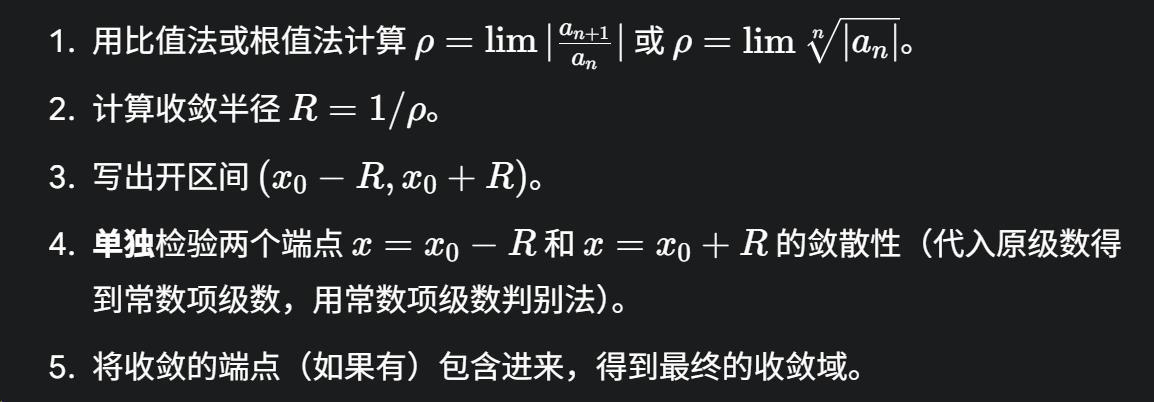 1. 用比值法或根值法计算 $\rho = \lim |\frac{a_{n+1}}{a_n}|$ 或 $\rho = \lim \sqrt[n]{|a_n|}$。
2. 计算收敛半径 $R = 1/\rho$。
3. 写出开区间 $(x_0 - R, x_0 + R)$。
4. 单独检验两个端点 $x = x_0 - R$ 和 $x = x_0 + R$ 的敛散性（代入原级数得
到常数项级数，用常数项级数判别法）。
5. 将收敛的端点（如果有）包含进来，得到最终的收敛域。